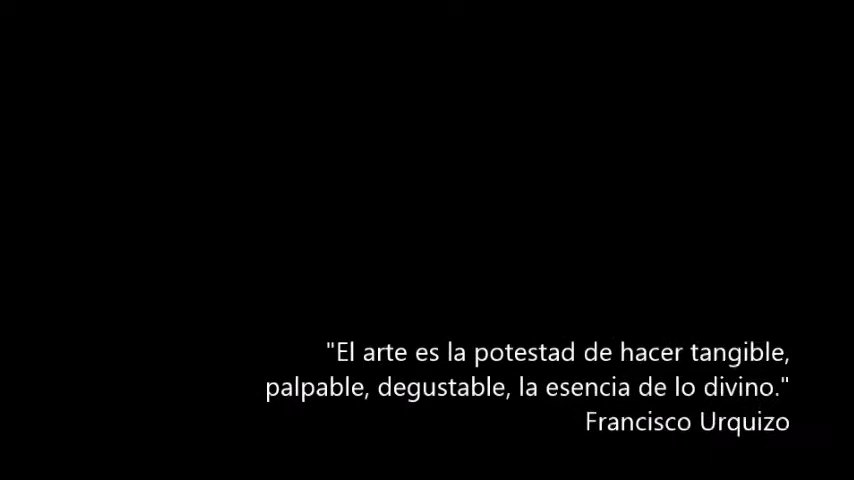 "El arte es la potestad de hacer tangible,
palpable, degustable, la esencia de lo divino."
Francisco Urquizo